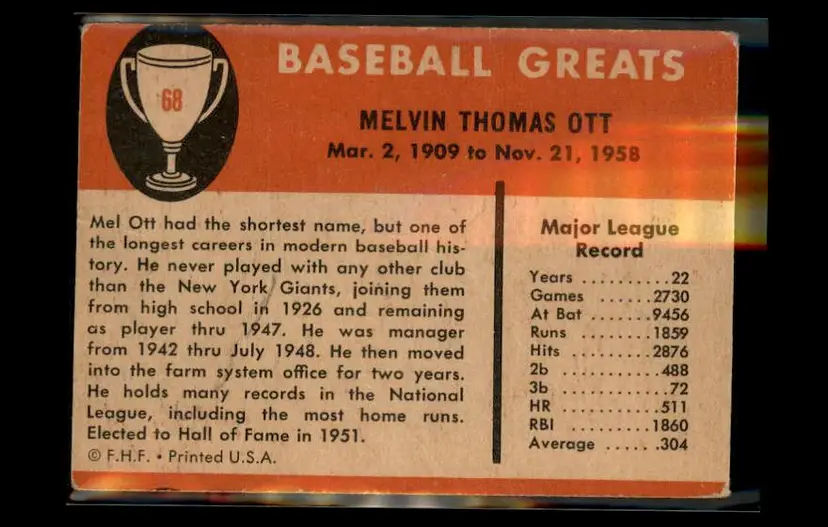 68
BASEBALL GREATS
MELVIN THOMAS OTT
Mar. 2, 1909 to Nov. 21, 1958
Mel Ott had the shortest name, but one of
the longest careers in modern baseball his-
tory. He never played with any other club
than the New York Giants, joining them
from high school in 1926 and remaining
as player thru 1947. He was manager
from 1942 thru July 1948. He then moved
into the farm system office for two years.
He holds many records in the National
League, including the most home runs.
Elected to Hall of Fame in 1951.
© F.H.F. • Printed U.S.A.
Major League
Record
Years ..........22
Games .......2730
At Bat .......9456
Runs ........1859
Hits .........2876
2b ...........488
3b ............72
HR ...........511
RBI ..........1860
Average ......304